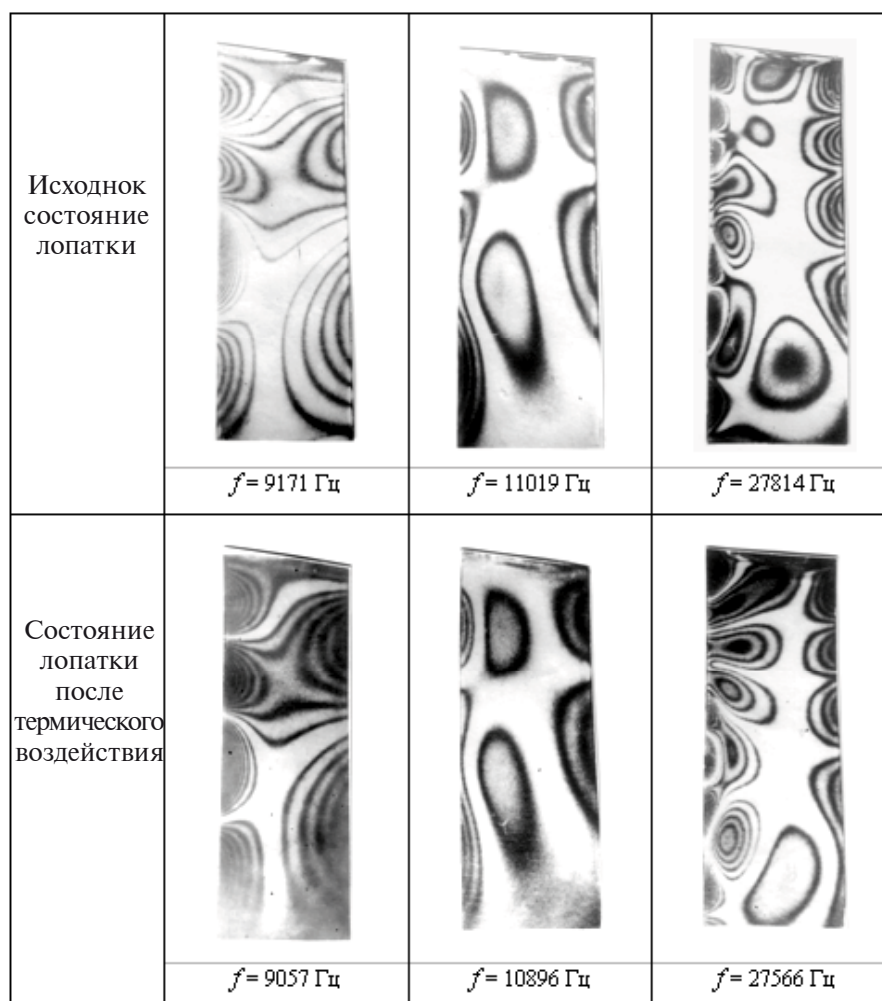 Исходнок
состояние
лопатки
f = 9171 Гц
f = 11019 Гц
f = 27814 Гц
Состояние
лопатки
после
термического
воздействия
f = 9057 Гц
f = 10896 Гц
f = 27566 Гц